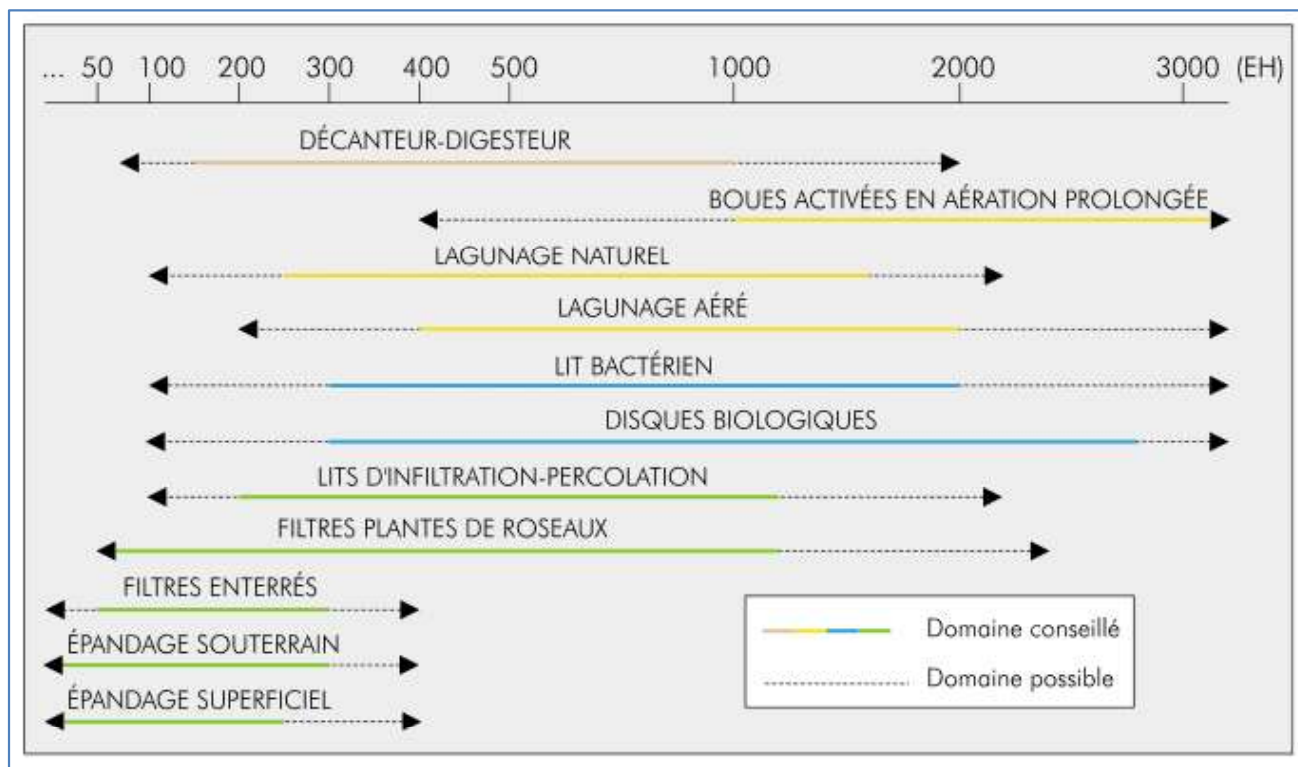 ... 50 100 200 300 400 500 1000 2000 3000 (EH)
DÉCANTEUR-DIGESTEUR
BOUES ACTIVÉES EN AÉRATION PROLONGÉE
LAGUNAGE NATUREL
LAGUNAGE AÉRÉ
LIT BACTÉRIEN
DISQUES BIOLOGIQUES
LITS D'INFILTRATION-PERCOLATION
FILTRES PLANTES DE ROSEAUX
FILTRES ENTERRÉS
ÉPANDAGE SOUTERRAIN
ÉPANDAGE SUPERFICIEL
Domaine conseillé
Domaine possible